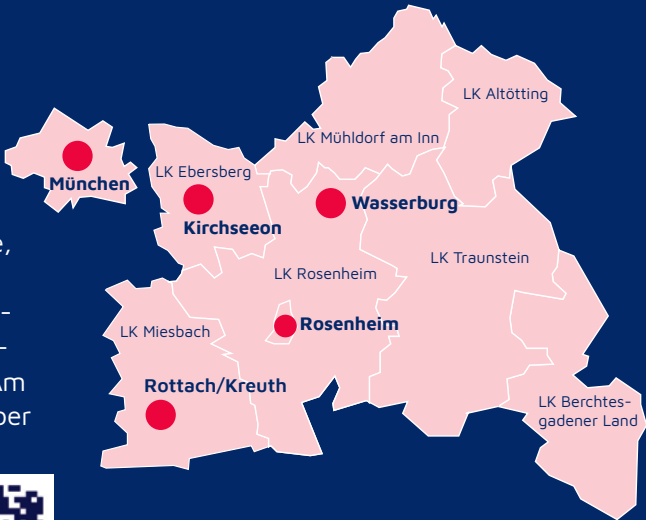 LK Altötting
LK Mühldorf am Inn
LK Ebersberg
München
Kirchseeon
Wasserburg
LK Traunstein
LK Rosenheim
Rosenheim
LK Miesbach
Rottach/Kreuth
LK Berchtes-
gadener Land